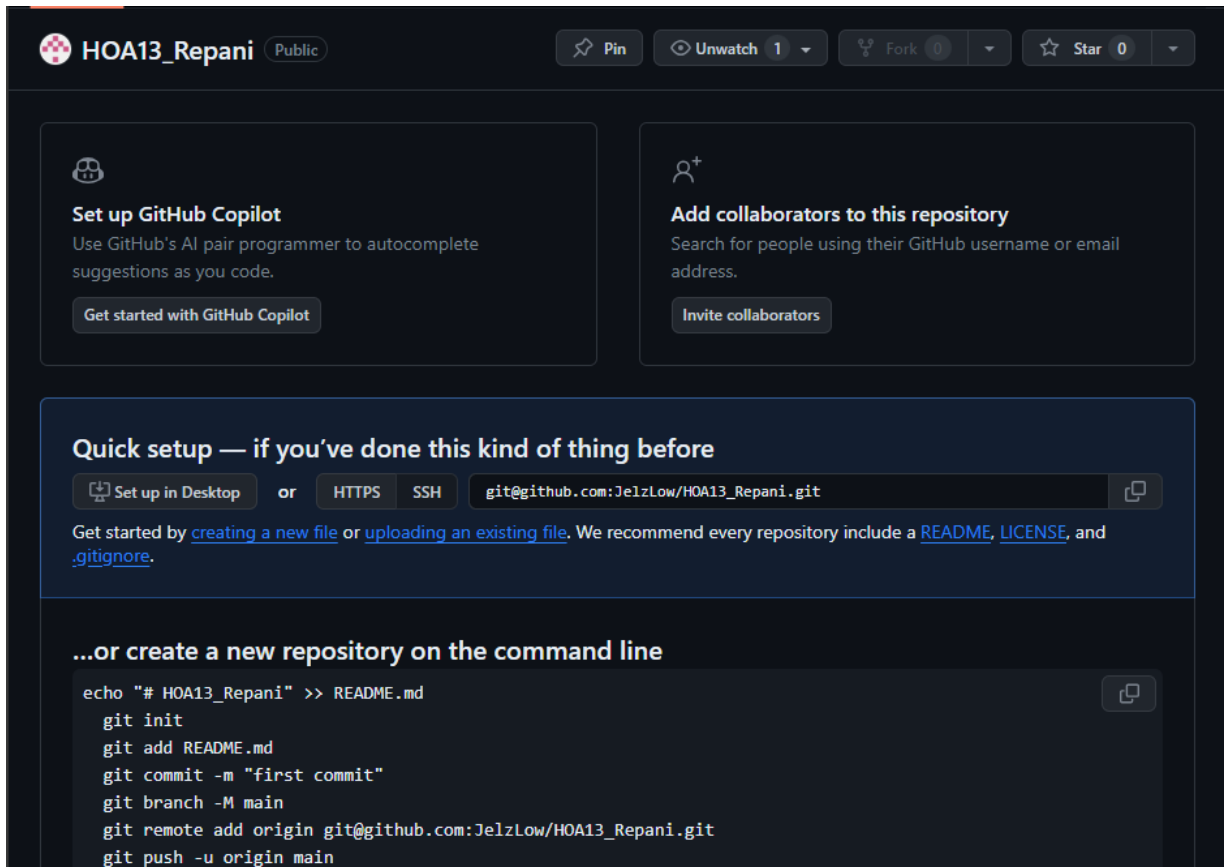 HOA13_Repani Public
Pin
Unwatch 1
Fork 0
Star 0
Set up GitHub Copilot
Use GitHub's AI pair programmer to autocomplete
suggestions as you code.
Get started with GitHub Copilot
Add collaborators to this repository
Search for people using their GitHub username or email
address.
Invite collaborators
Quick setup — if you've done this kind of thing before
Set up in Desktop or HTTPS SSH git@github.com:JelzLow/HOA13_Repani.git
Get started by creating a new file or uploading an existing file. We recommend every repository include a README, LICENSE, and
.gitignore.
...or create a new repository on the command line
echo "# HOA13_Repani" >> README.md
git init
git add README.md
git commit -m "first commit"
git branch -M main
git remote add origin git@github.com:JelzLow/HOA13_Repani.git
git push -u origin main